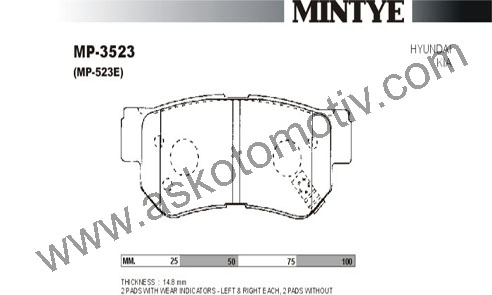 MINTYE
MP-3523
(MP-523E)
HYUNDAI
KIA
www.askotomotiv.com
MM. 25 50 75 100
THICKNESS : 14.8 mm
2 PADS WITH WEAR INDICATORS - LEFT & RIGHT EACH, 2 PADS WITHOUT